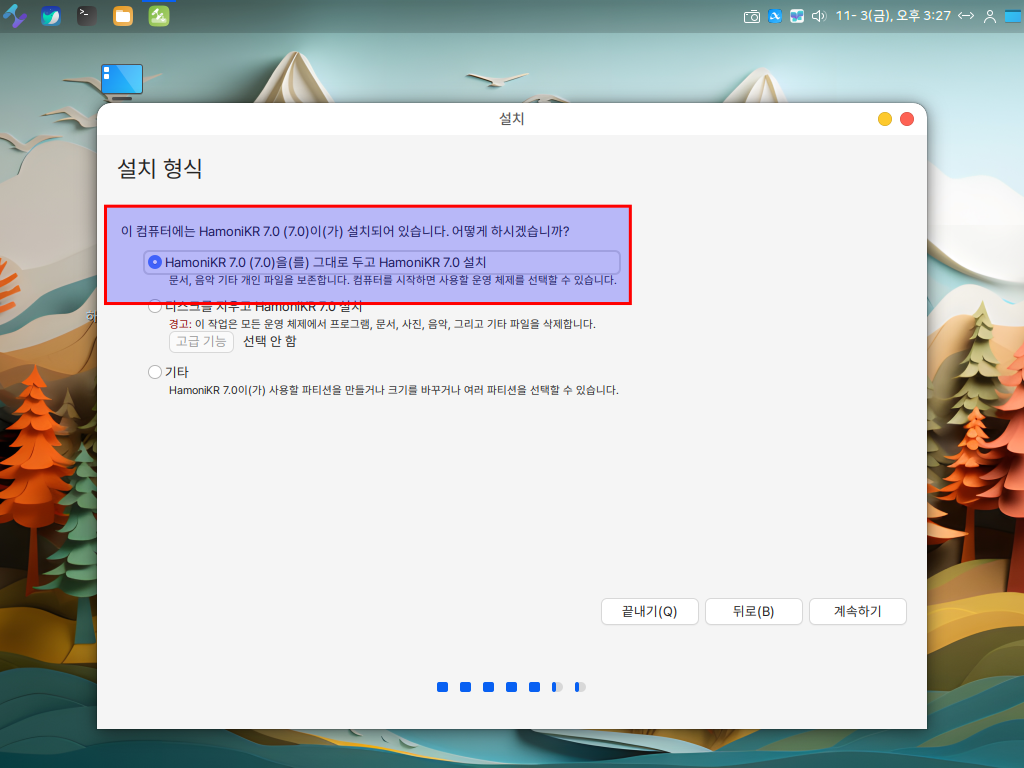 11- 3(금), 오후 3:27
설치
설치 형식
이 컴퓨터에는 HamoniKR 7.0 (7.0)이(가) 설치되어 있습니다. 어떻게 하시겠습니까?
HamoniKR 7.0 (7.0)을(를) 그대로 두고 HamoniKR 7.0 설치
문서, 음악 기타 개인 파일을 보존합니다. 컴퓨터를 시작하면 사용할 운영 체제를 선택할 수 있습니다.
디스크를 지우고 HamoniKR 7.0 설치
경고: 이 작업은 모든 운영 체제에서 프로그램, 문서, 사진, 음악, 그리고 기타 파일을 삭제합니다.
고급 기능 선택 안 함
기타
HamoniKR 7.0이(가) 사용할 파티션을 만들거나 크기를 바꾸거나 여러 파티션을 선택할 수 있습니다.
끝내기(Q) 뒤로(B) 계속하기